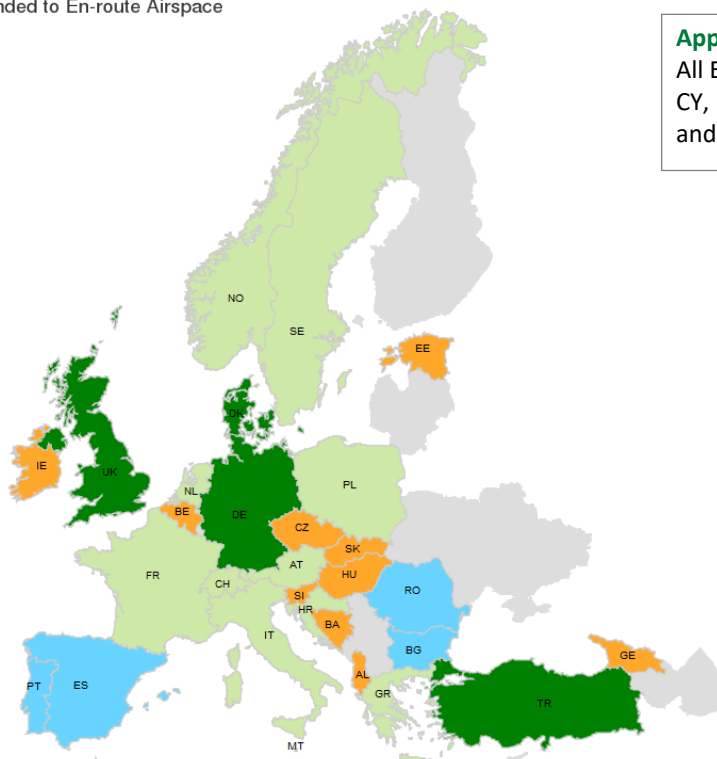 nded to En-route Airspace
App
All E
CY,
and
NO
SE
EE
DK
IE
UK
NL
PL
BE
DE
CZ
SK
FR
AT
HU
CH
RO
SI
HR
BA
IT
BG
GE
AL
PT
ES
GR
TR
MT